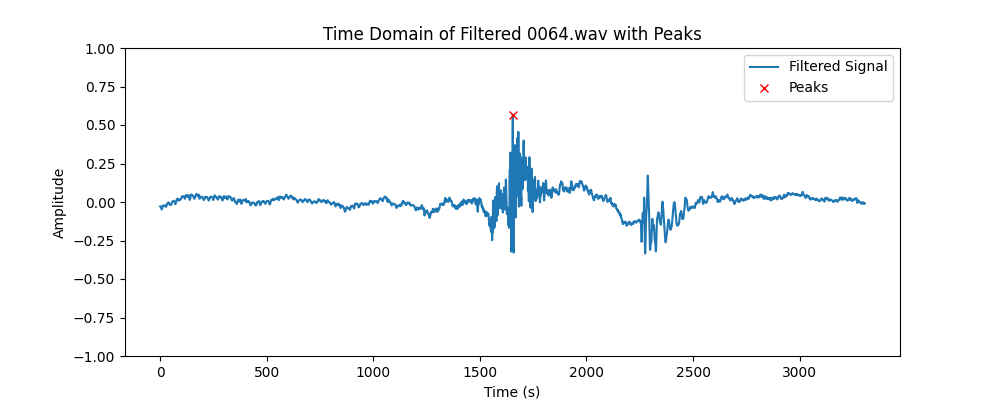 Time Domain of Filtered 0064.wav with Peaks
1.00
0.75
0.50
0.25
0.00
−0.25
−0.50
−0.75
−1.00
Amplitude
Filtered Signal
Peaks
0 500 1000 1500 2000 2500 3000
Time (s)